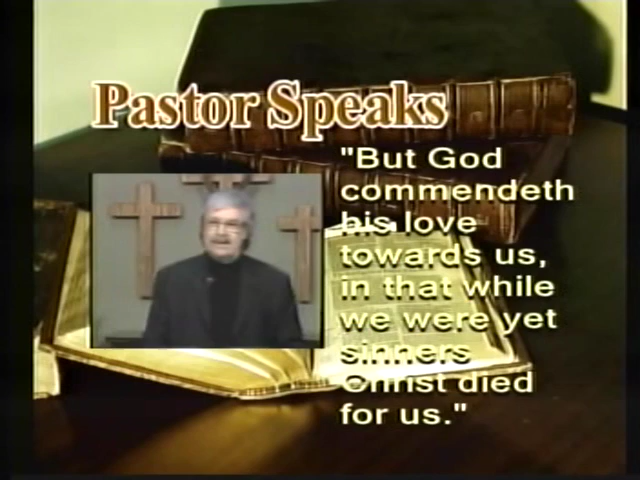 Pastor Speaks
"But God
commendeth
his love
towards us,
in that while
we were yet
sinners
Christ died
for us."